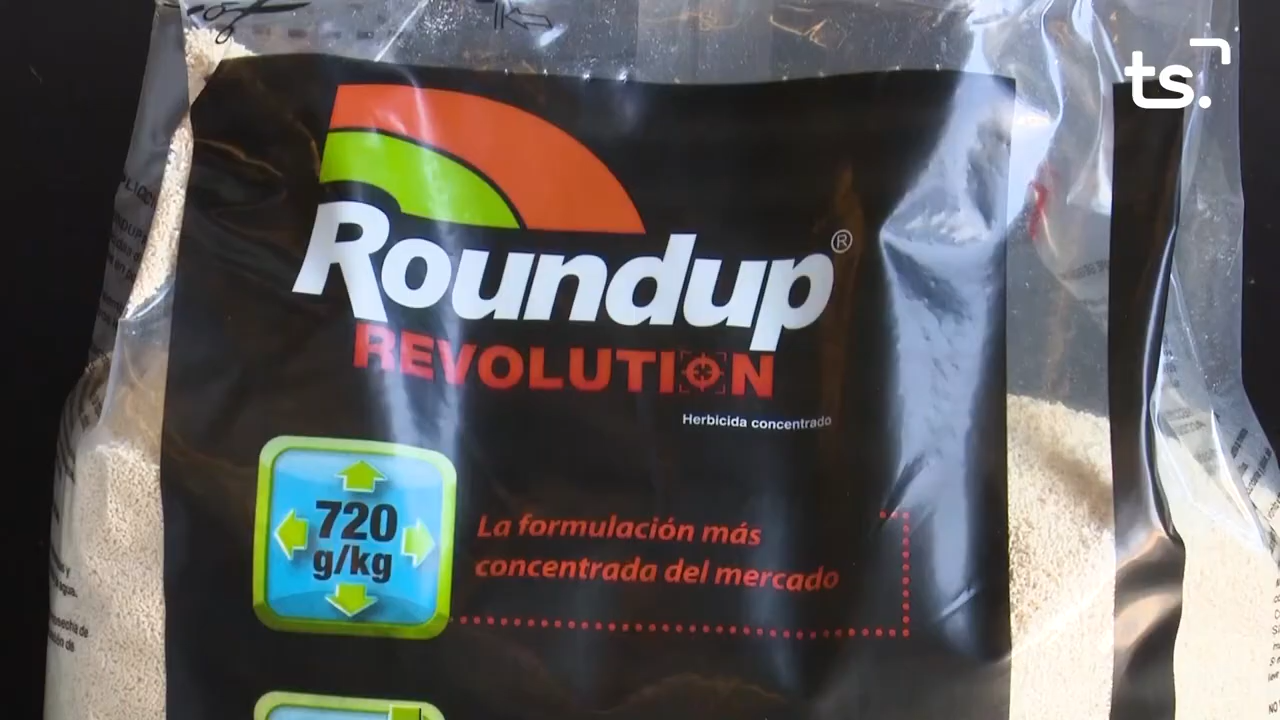 ts.
Roundup®
REVOLUTION
Herbicida concentrado
720
g/kg
La formulación más
concentrada del mercado